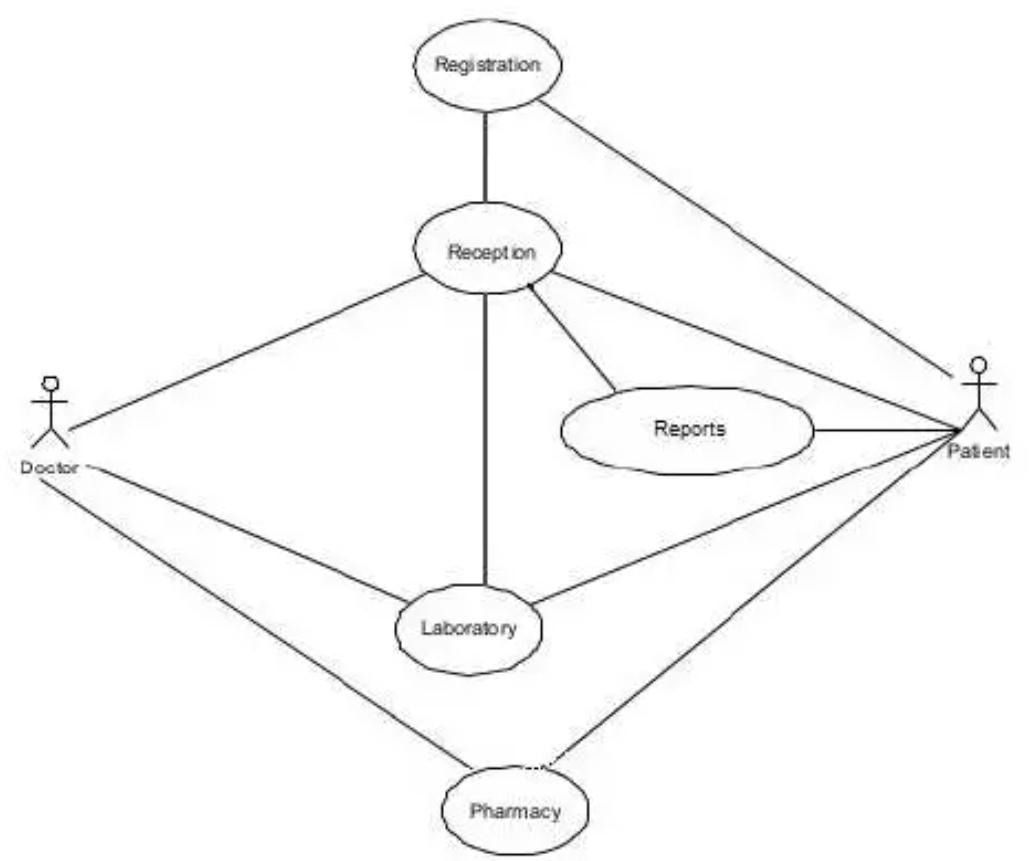 Registration
Reception
Reports
Doctor
Patient
Laboratory
Pharmacy